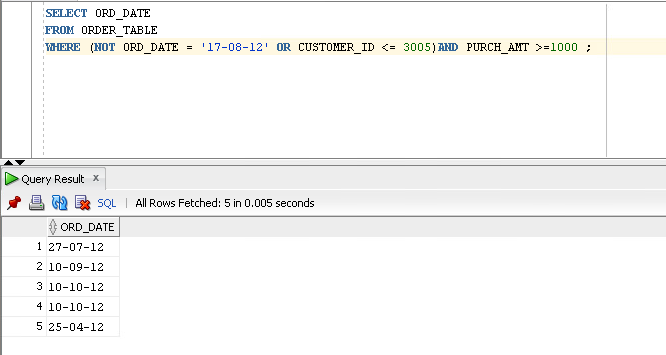 SELECT ORD_DATE
FROM ORDER_TABLE
WHERE (NOT ORD_DATE = '17-08-12' OR CUSTOMER_ID <= 3005)AND PURCH_AMT >=1000 ;
Query Result x
SQL | All Rows Fetched: 5 in 0.005 seconds
ORD_DATE
1 27-07-12
2 10-09-12
3 10-10-12
4 10-10-12
5 25-04-12